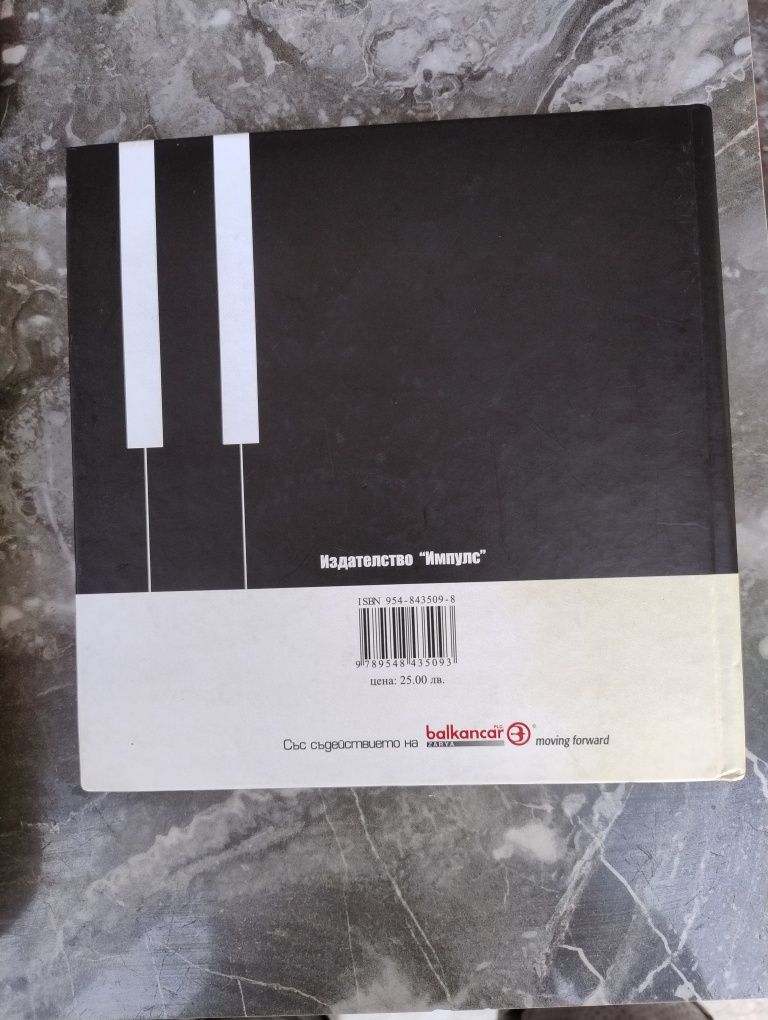 Издателство "Импулс"
ISBN 954-843509-8
9 789548 435093
цена: 25.00 лв.
Със съдействието на balkancar PLC ® moving forward
ZARYA